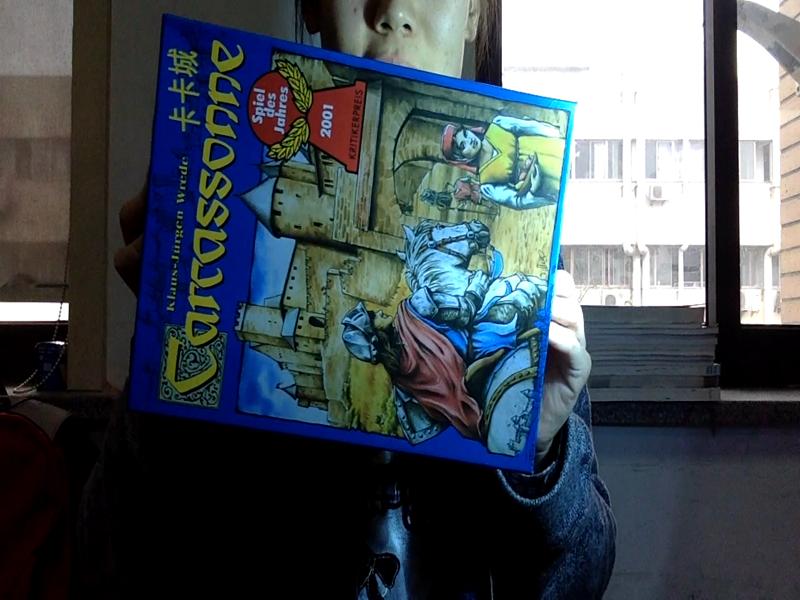 卡卡城
Klaus-Jürgen Wrede
Carcassonne
Spiel
des
Jahres
2001
KRITIKERPREIS